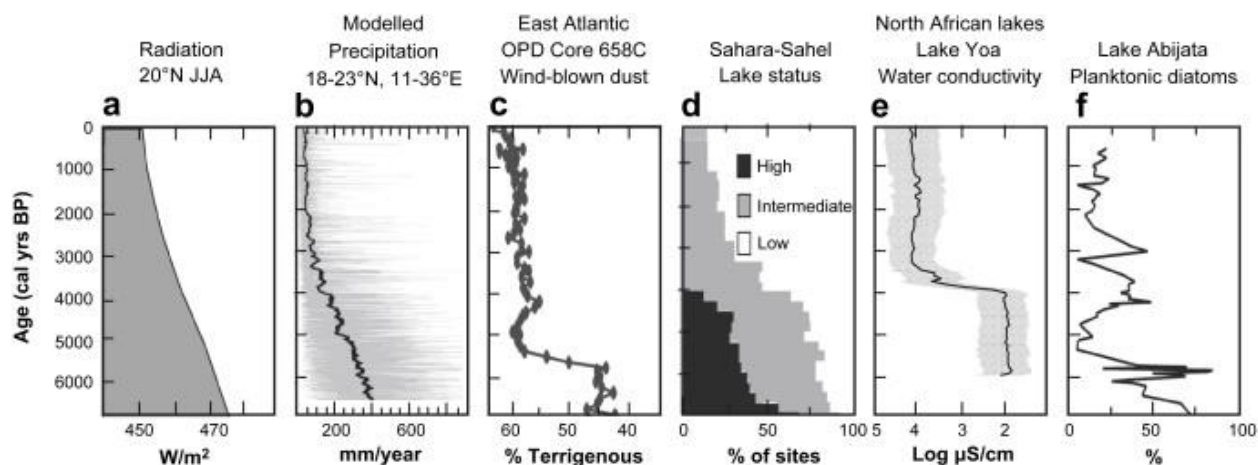 Radiation
20°N JJA
Modelled
Precipitation
18-23°N, 11-36°E
East Atlantic
OPD Core 658C
Wind-blown dust
Sahara-Sahel
Lake status
North African lakes
Lake Yoa
Water conductivity
Lake Abijata
Planktonic diatoms
a
b
c
d
e
f
Age (cal yrs BP)
0
1000
2000
3000
4000
5000
6000
High
Intermediate
Low
450 470
W/m²
200 600
mm/year
60 50 40
% Terrigenous
0 50 100
% of sites
5 4 3 2
Log µS/cm
0 50 100
%